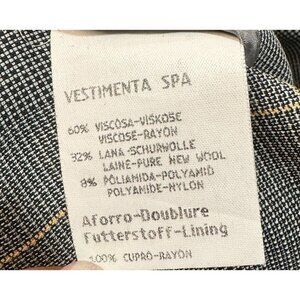 VESTIMENTA SPA
60% VISCOSA-VISKOSE
VISCOSE-RAYON
32% LANA-SCHURWOLLE
LAINE-PURE NEW WOOL
8% POLIAMIDA-POLYAMID
POLYAMIDE-NYLON
Aforro-Doublure
Futterstoff-Lining
100% CUPRO-RAYON